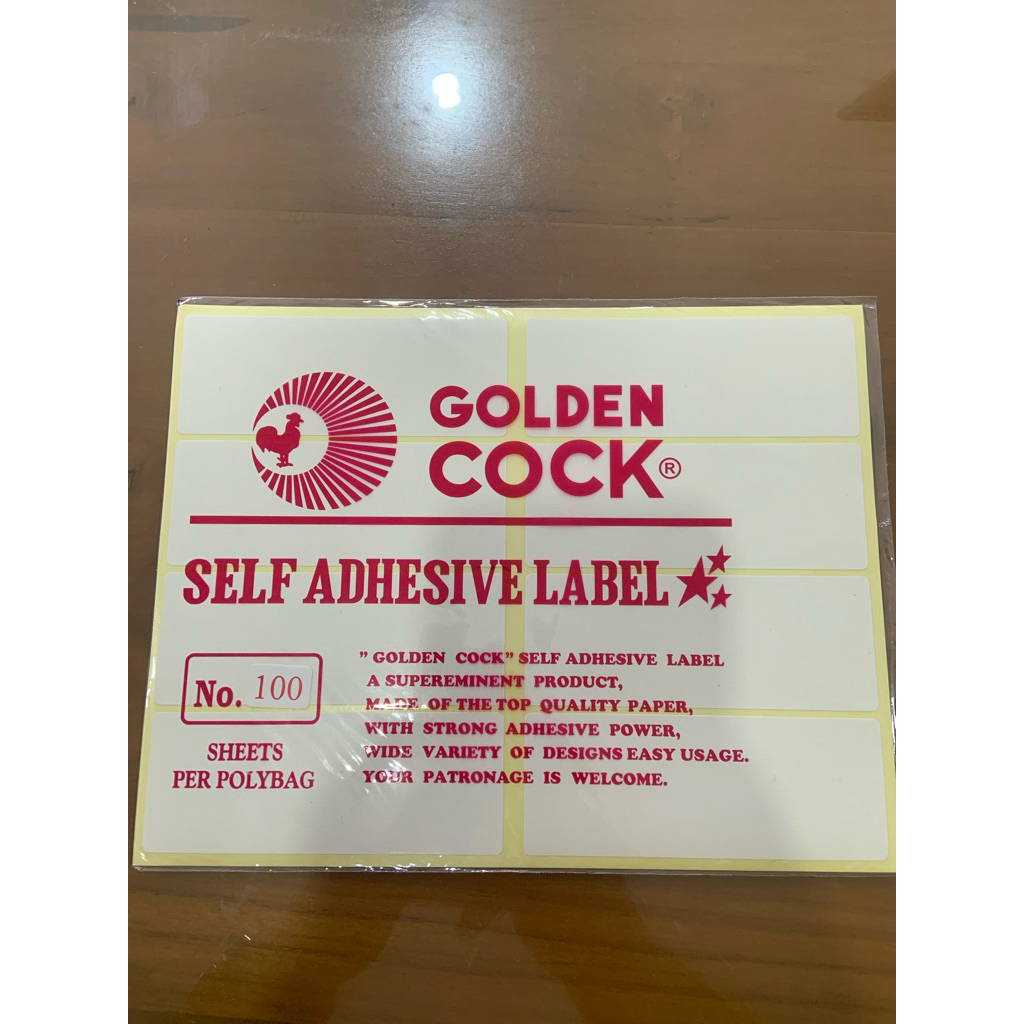 GOLDEN
COCK®
SELF ADHESIVE LABEL
No. 100
SHEETS
PER POLYBAG
" GOLDEN COCK" SELF ADHESIVE LABEL
A SUPEREMINENT PRODUCT,
MADE OF THE TOP QUALITY PAPER,
WITH STRONG ADHESIVE POWER,
WIDE VARIETY OF DESIGNS EASY USAGE.
YOUR PATRONAGE IS WELCOME.